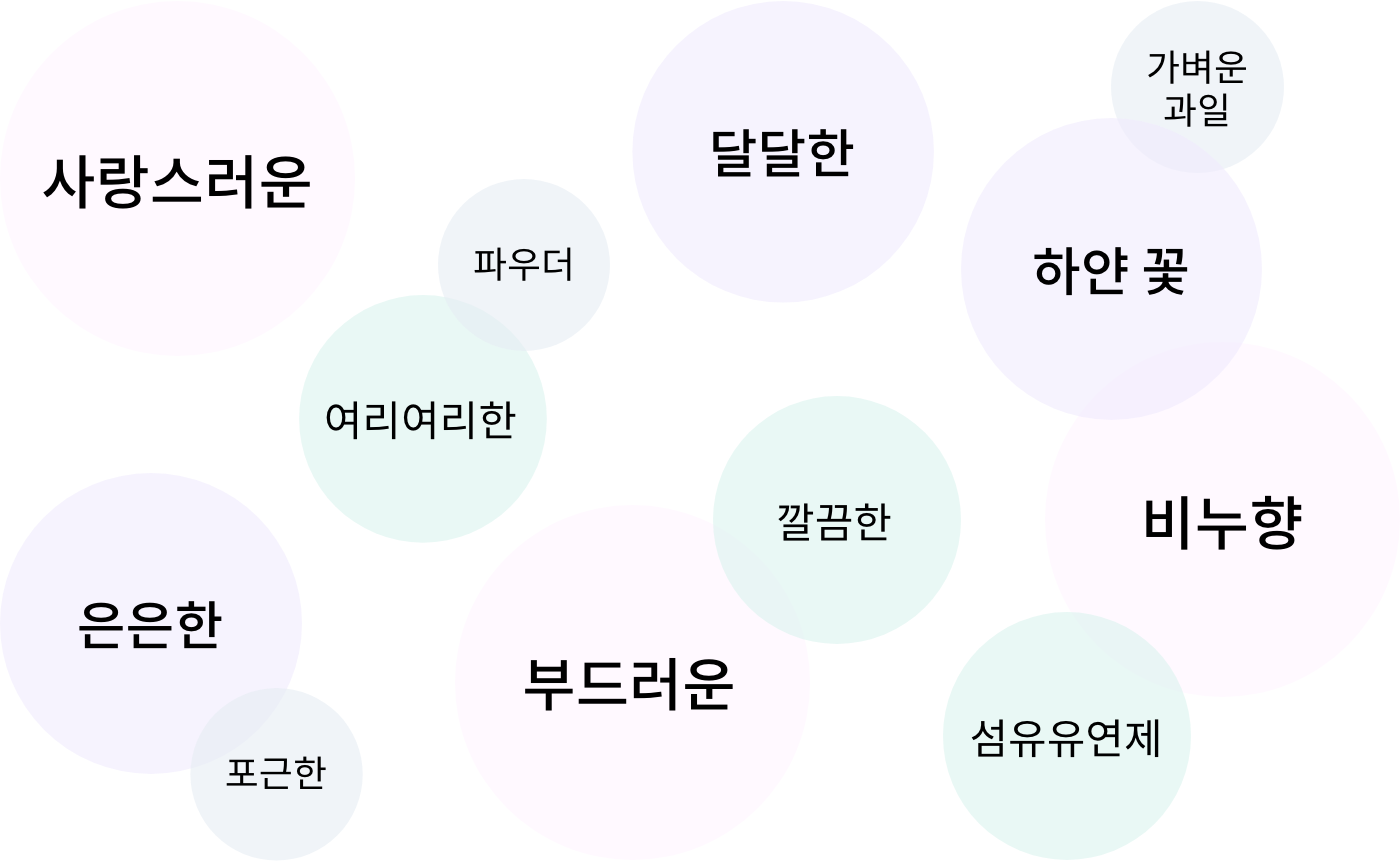 가벼운
과일
달달한
사랑스러운
파우더
하얀 꽃
여리여리한
깔끔한
비누향
은은한
부드러운
섬유유연제
포근한